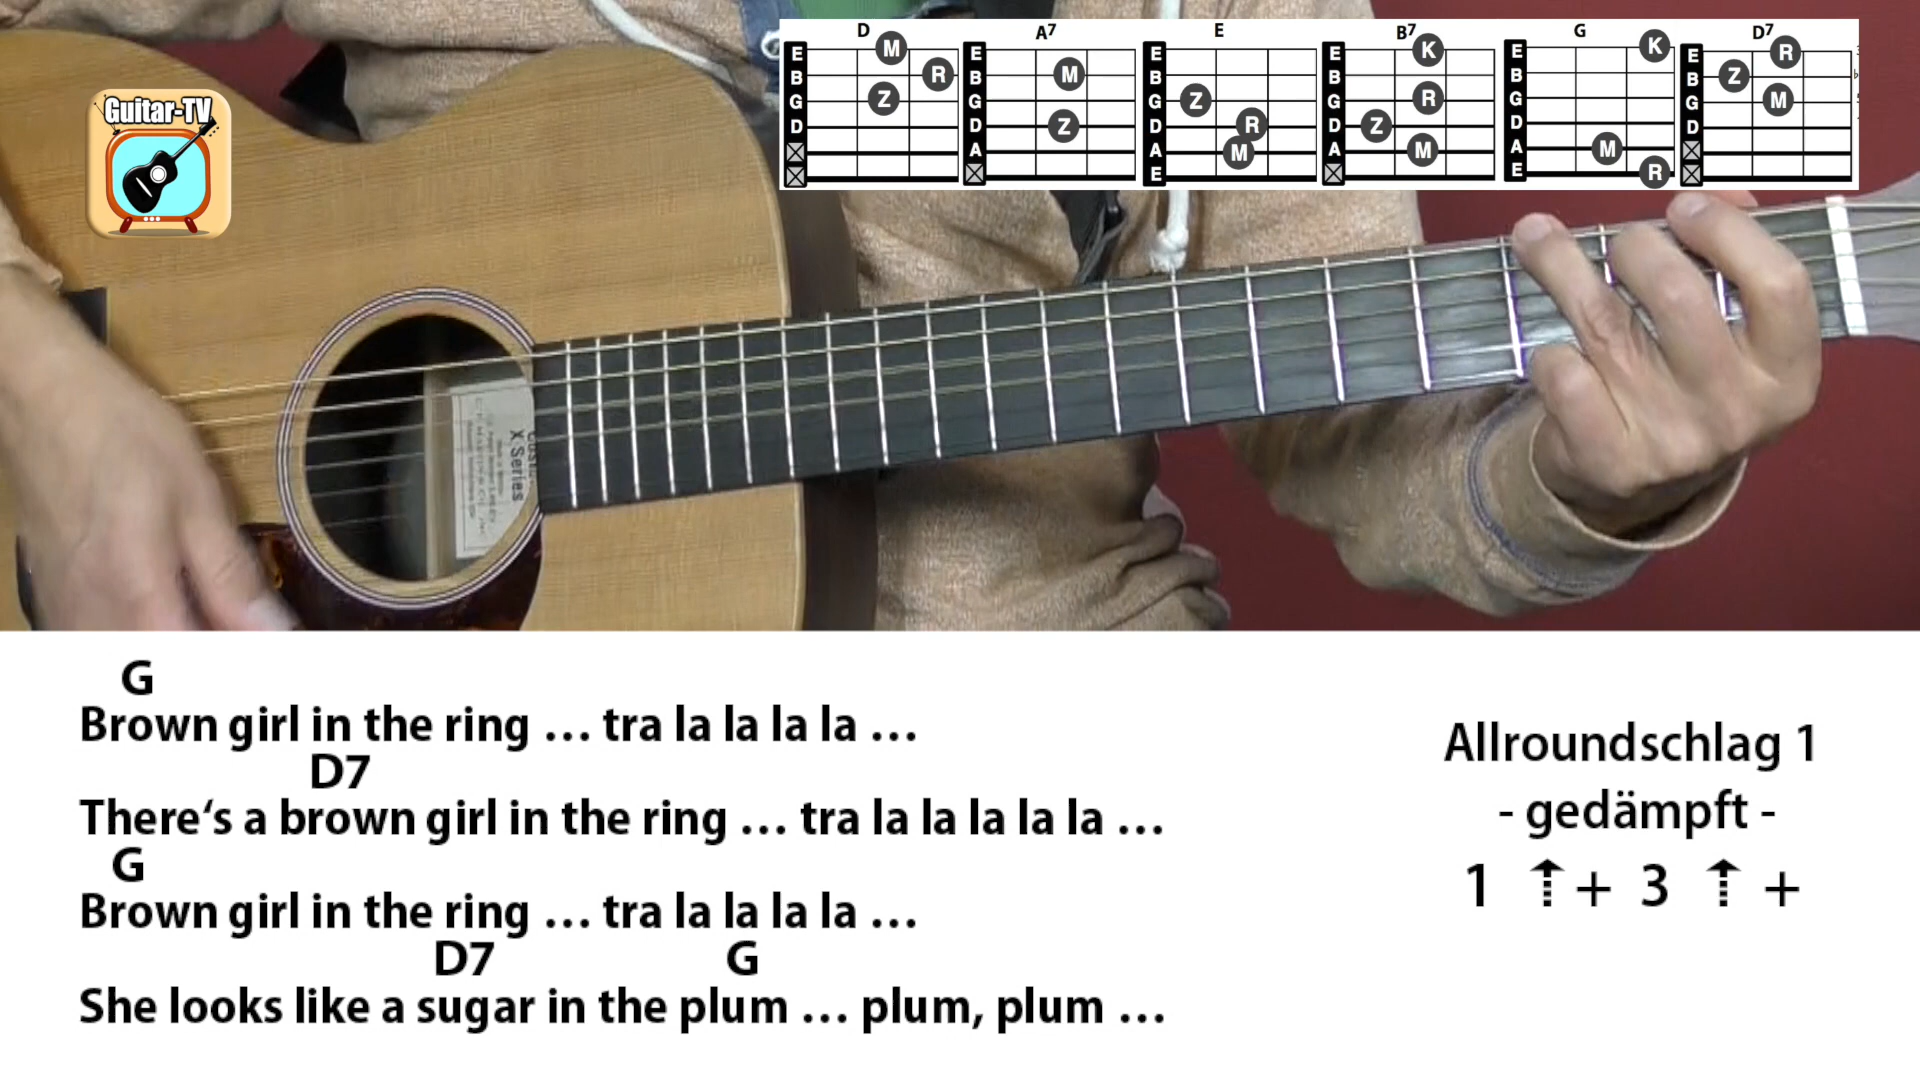 Guitar-TV
D A7 E B7 G D7
E M E E E K E K E R
B R B M B B B B Z
G Z G G Z G R G G M
D D Z D R D Z D D
A A M A M A M
E E R
X Series
G
Brown girl in the ring … tra la la la la …
D7
There‘s a brown girl in the ring … tra la la la la la …
G
Brown girl in the ring … tra la la la la …
D7 G
She looks like a sugar in the plum … plum, plum …
Allroundschlag 1
- gedämpft -
1 ⇡ + 3 ⇡ +